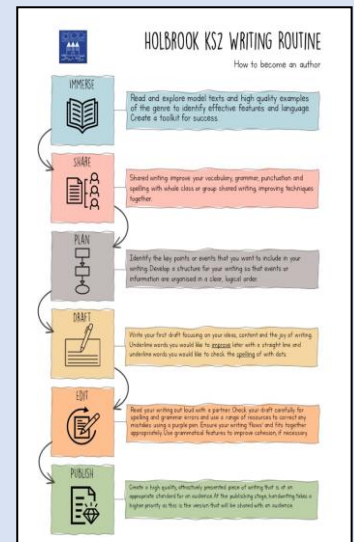 HOLBROOK KS2 WRITING ROUTINE
How to become an author
IMMERSE
Read and explore model texts and high quality examples
of the genre to identify effective features and language.
Create a toolkit for success.
SHARE
Shared writing: improve your vocabulary, grammar, punctuation and
spelling with whole class or group shared writing, improving techniques
together.
PLAN
Identify the key points or events that you want to include in your
writing. Develop a structure for your writing so that events or
information are organised in a clear, logical order.
DRAFT
Write your first draft focusing on your ideas, content and the joy of writing.
Underline words you would like to improve later with a straight line and
underline words you would like to check the spelling of with dots.
EDIT
Read your writing out loud with a partner. Check your draft carefully for
spelling and grammar errors and use a range of resources to correct any
mistakes using a purple pen. Ensure your writing 'flows' and fits together
appropriately. Use grammatical features to improve cohesion, if necessary.
PUBLISH
Create a high quality, attractively presented piece of writing that is at an
appropriate standard for an audience. At the publishing stage, handwriting takes a
higher priority as this is the version that will be shared with an audience.